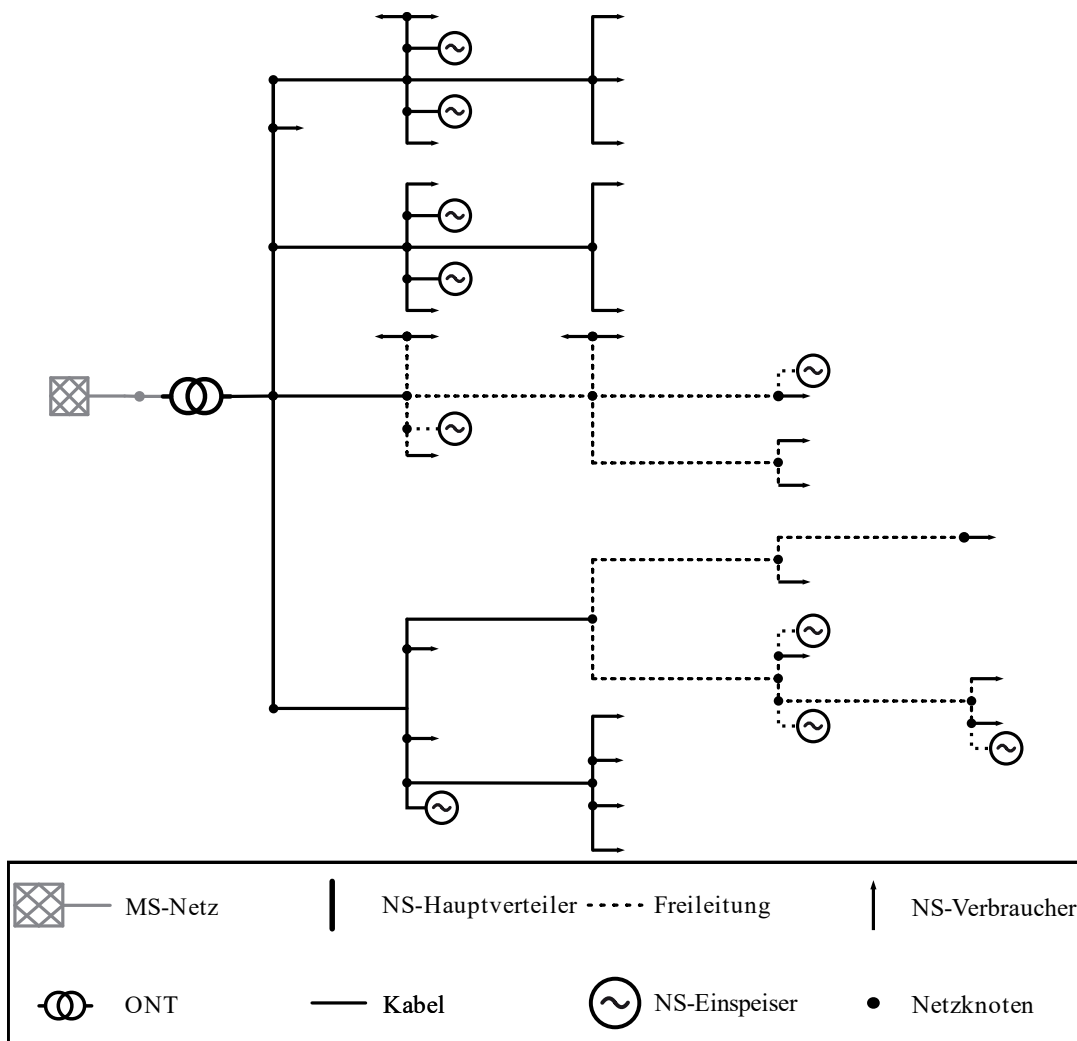 MS-Netz
NS-Hauptverteiler
Freileitung
NS-Verbraucher
ONT
Kabel
NS-Einspeiser
Netzknoten